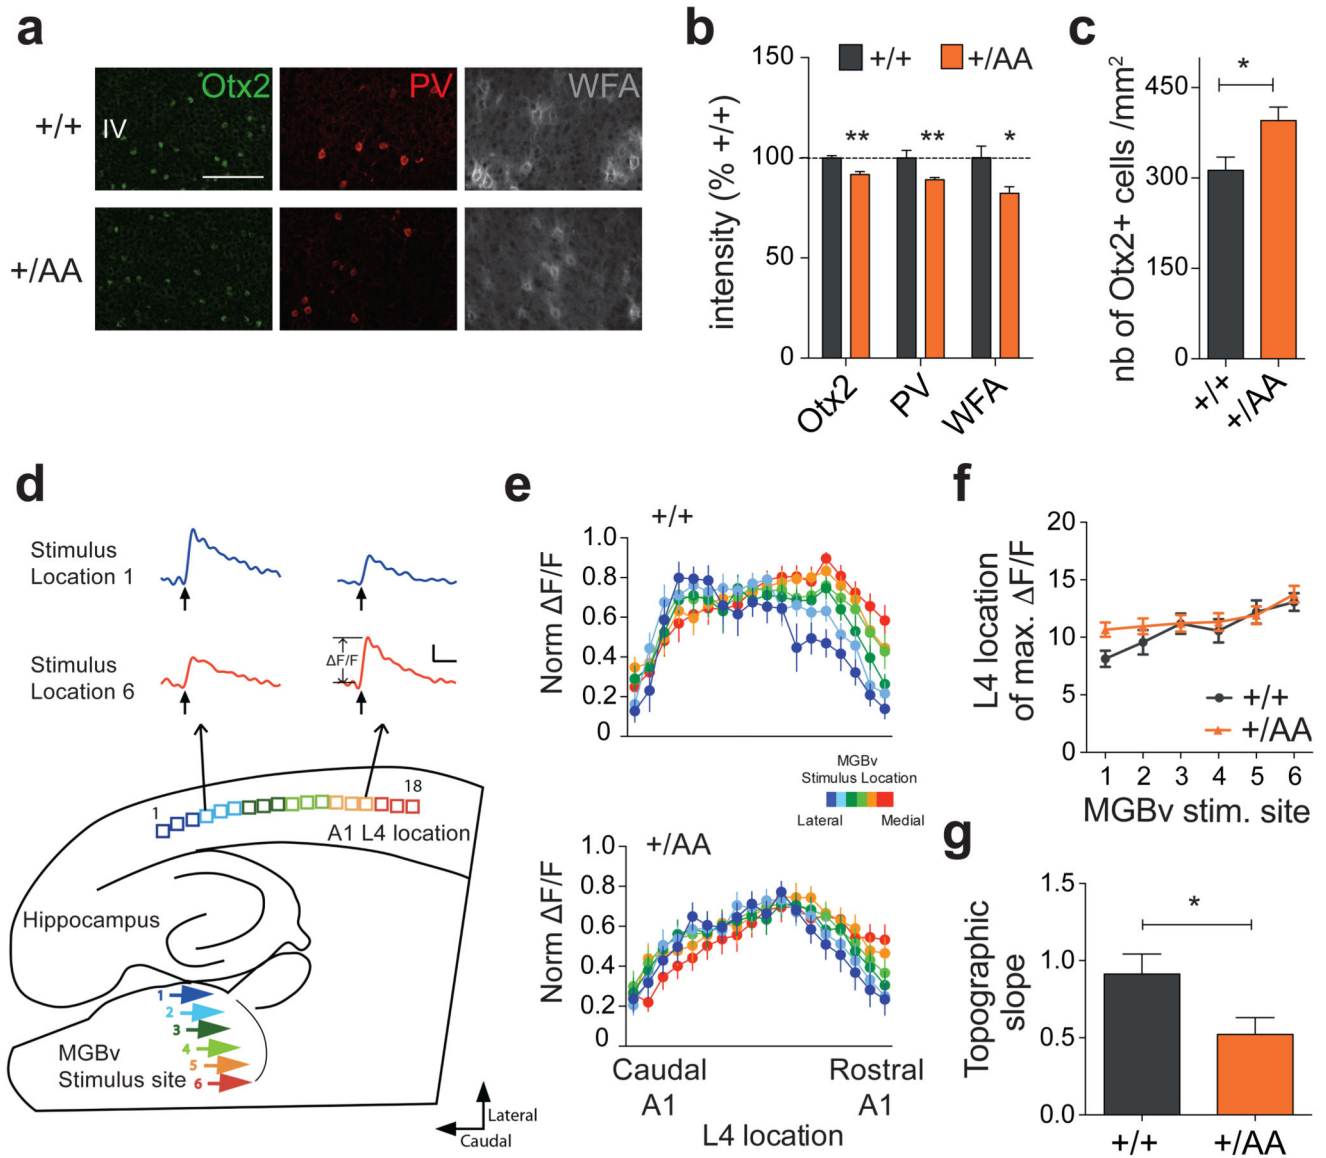 a
Otx2
PV
WFA
+/+
IV
+/AA
b
+/+
+/AA
150
100
50
0
intensity (% +/+)
**
**
*
Otx2
PV
WFA
c
nb of Otx2+ cells /mm2
450
300
150
0
*
+/+
+/AA
d
Stimulus
Location 1
Stimulus
Location 6
ΔF/F
1
18
A1 L4 location
Hippocampus
1
2
3
4
5
6
MGBv
Stimulus site
Lateral
Caudal
e
+/+
Norm ΔF/F
1.0
0.8
0.6
0.4
0.2
0
MGBv
Stimulus Location
Lateral
Medial
+/AA
Norm ΔF/F
1.0
0.8
0.6
0.4
0.2
0
Caudal
A1
Rostral
A1
L4 location
f
L4 location
of max. ΔF/F
20
15
10
5
0
+/+
+/AA
1 2 3 4 5 6
MGBv stim. site
g
Topographic
slope
1.5
1.0
0.5
0.0
*
+/+
+/AA